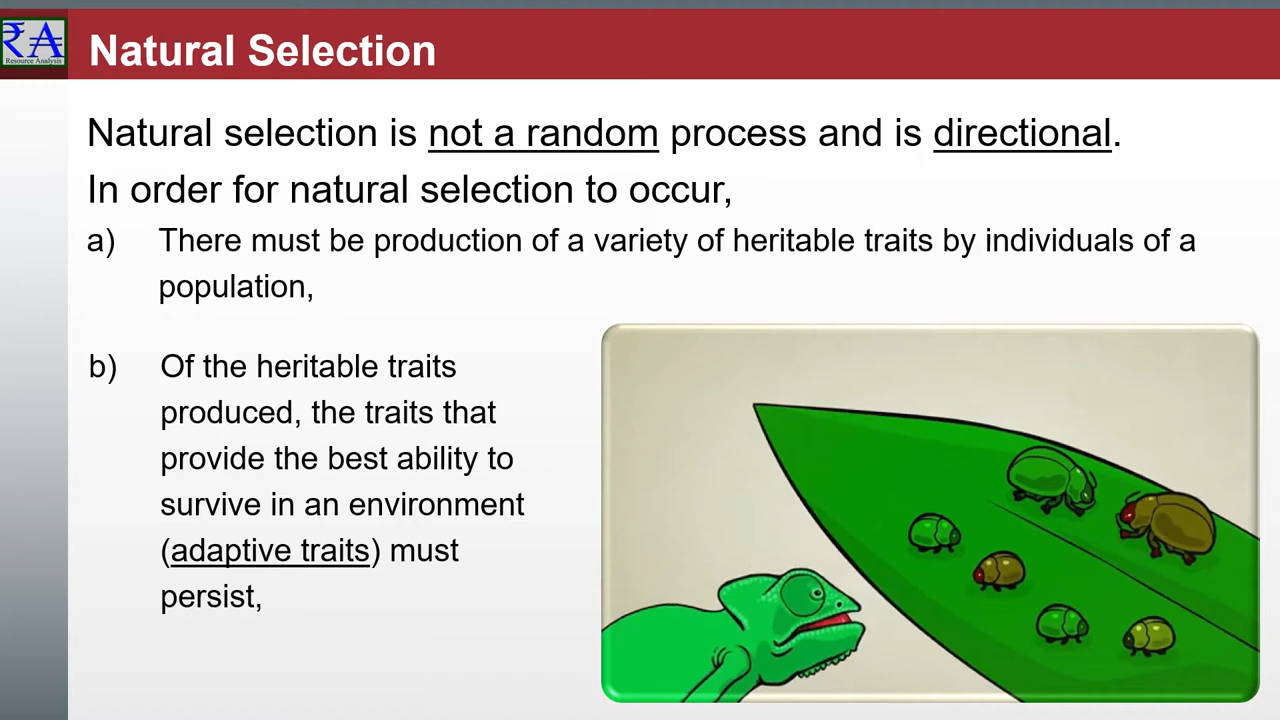 ₹A
Resource Analysis
Natural Selection
Natural selection is not a random process and is directional.
In order for natural selection to occur,
a) There must be production of a variety of heritable traits by individuals of a
population,
b) Of the heritable traits
produced, the traits that
provide the best ability to
survive in an environment
(adaptive traits) must
persist,